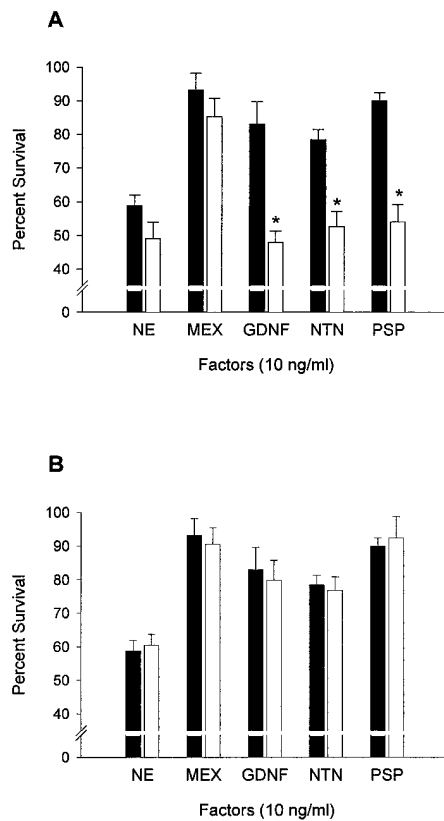 A
Percent Survival
100
90
80
70
60
50
40
0
* * *
NE MEX GDNF NTN PSP
Factors (10 ng/ml)
B
Percent Survival
100
90
80
70
60
50
40
0
NE MEX GDNF NTN PSP
Factors (10 ng/ml)